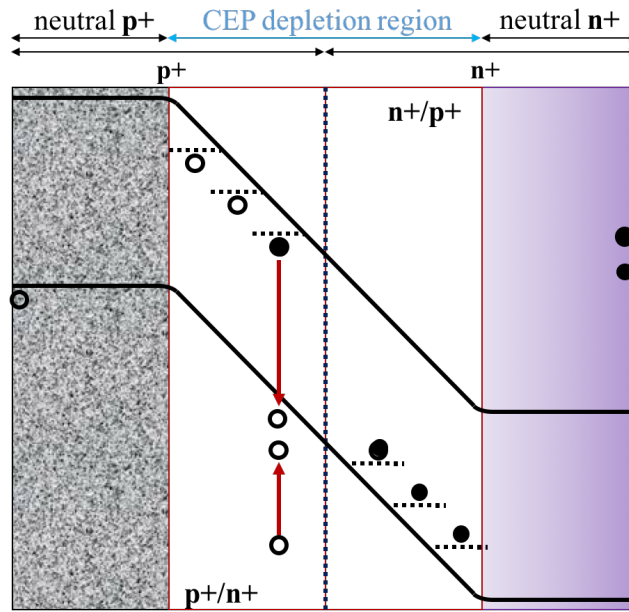 neutral p+ CEP depletion region neutral n+
p+ n+
n+/p+
p+/n+